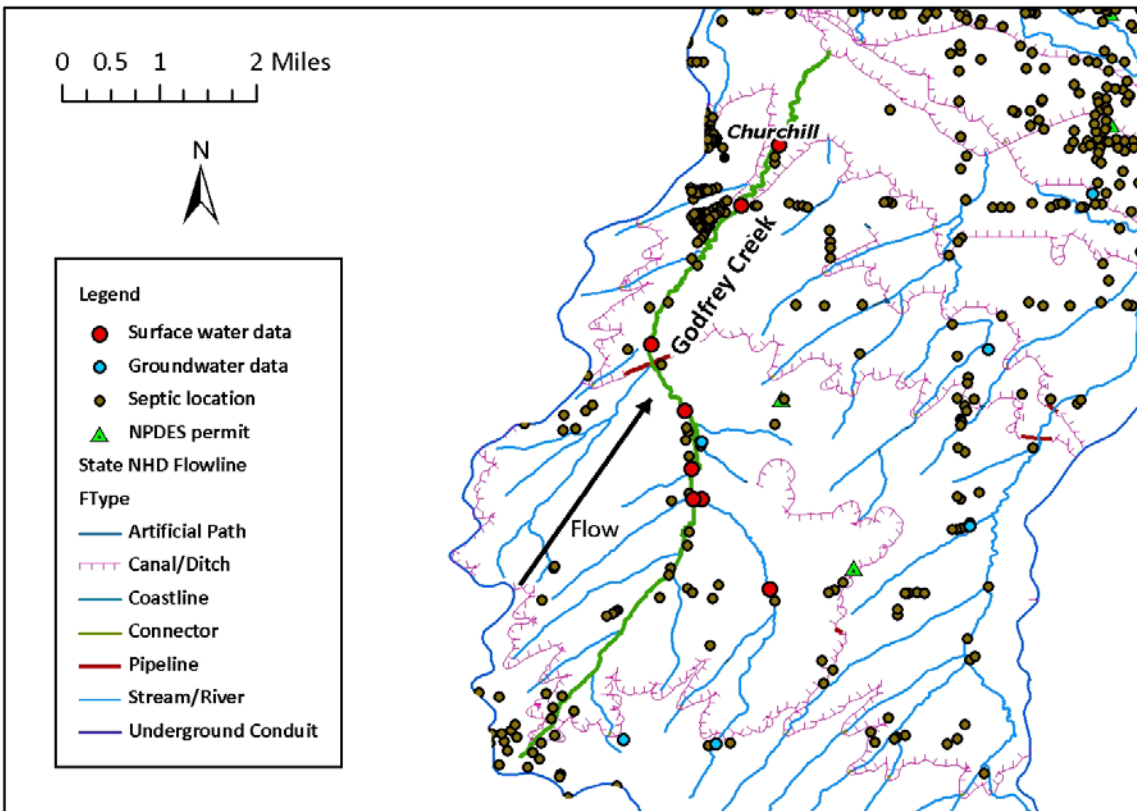 0 0.5 1 2 Miles
N
Legend
Surface water data
Groundwater data
Septic location
NPDES permit
State NHD Flowline
FType
Artificial Path
Canal/Ditch
Coastline
Connector
Pipeline
Stream/River
Underground Conduit
Churchill
Godfrey Creek
Flow